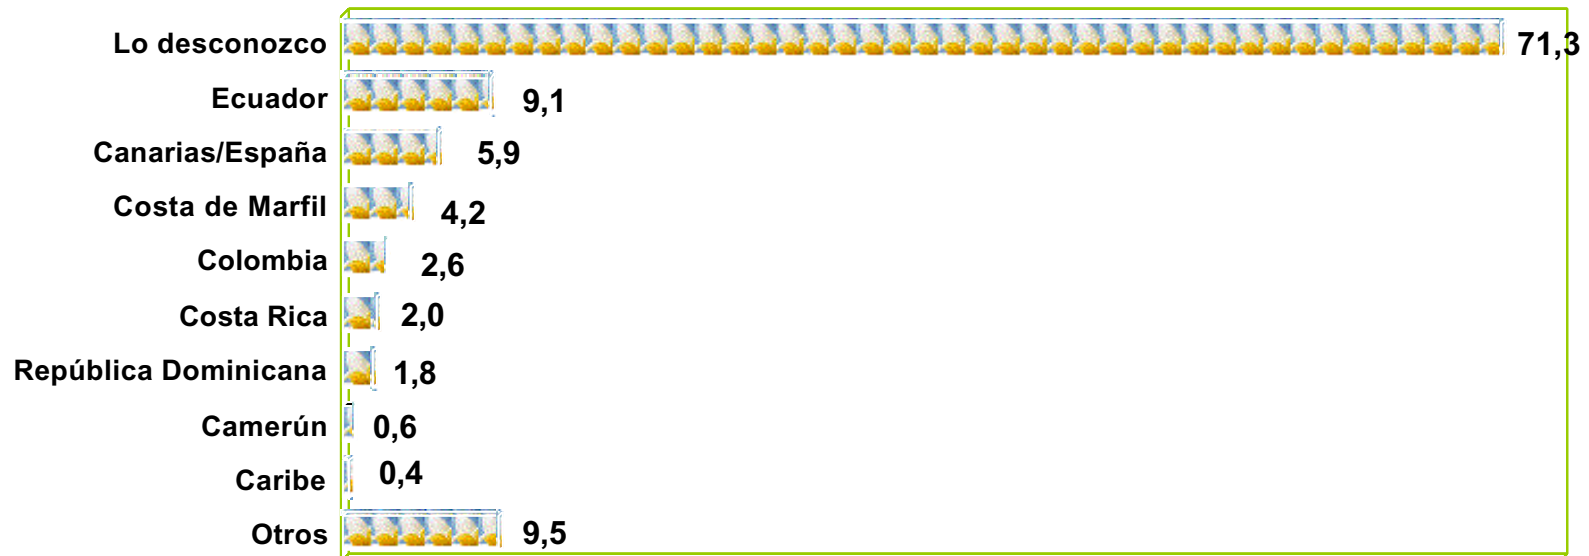 Lo desconozco 71,3
Ecuador 9,1
Canarias/España 5,9
Costa de Marfil 4,2
Colombia 2,6
Costa Rica 2,0
República Dominicana 1,8
Camerún 0,6
Caribe 0,4
Otros 9,5